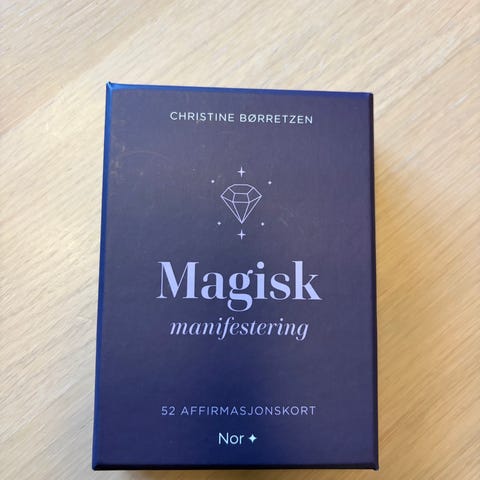 CHRISTINE BØRRETZEN
Magisk
manifestering
52 AFFIRMASJONSKORT
Nor